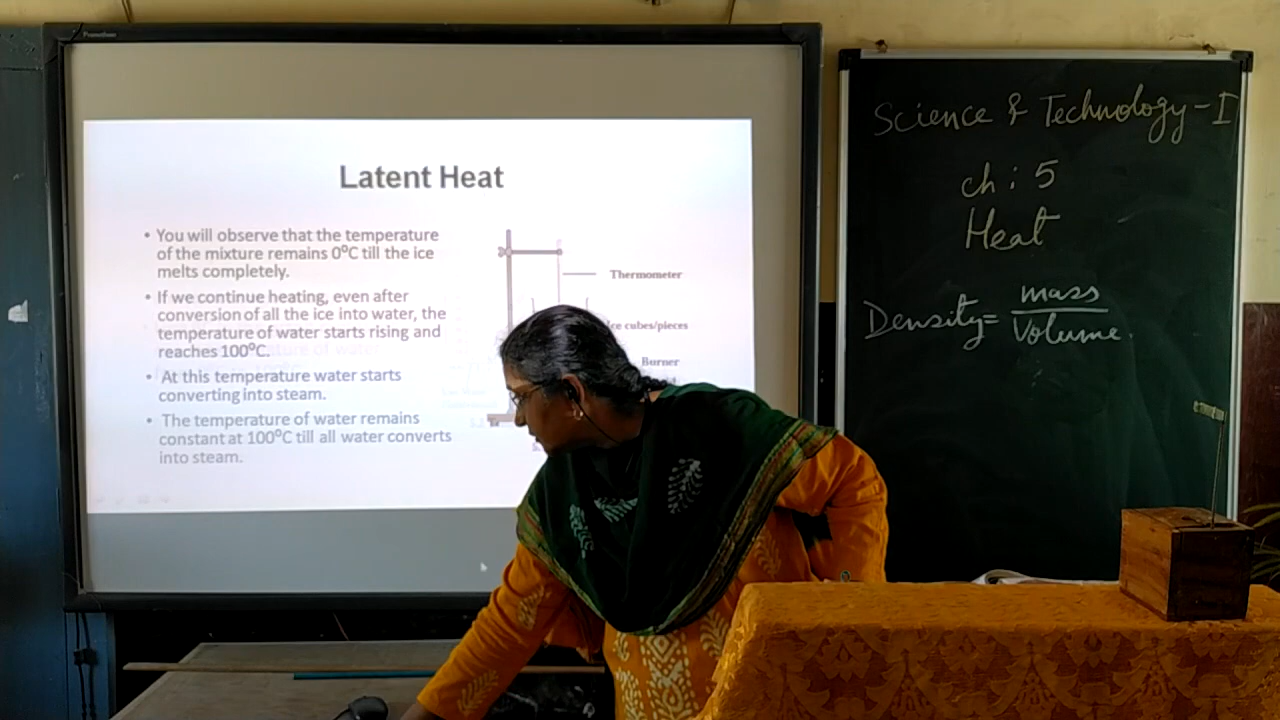 Promethean
Latent Heat
• You will observe that the temperature
of the mixture remains 0⁰C till the ice
melts completely.
• If we continue heating, even after
conversion of all the ice into water, the
temperature of water starts rising and
reaches 100⁰C.
• At this temperature water starts
converting into steam.
• The temperature of water remains
constant at 100⁰C till all water converts
into steam.
Thermometer
ce cubes/pieces
Burner
Science & Technology - I
ch : 5
Heat
Density = mass
Volume